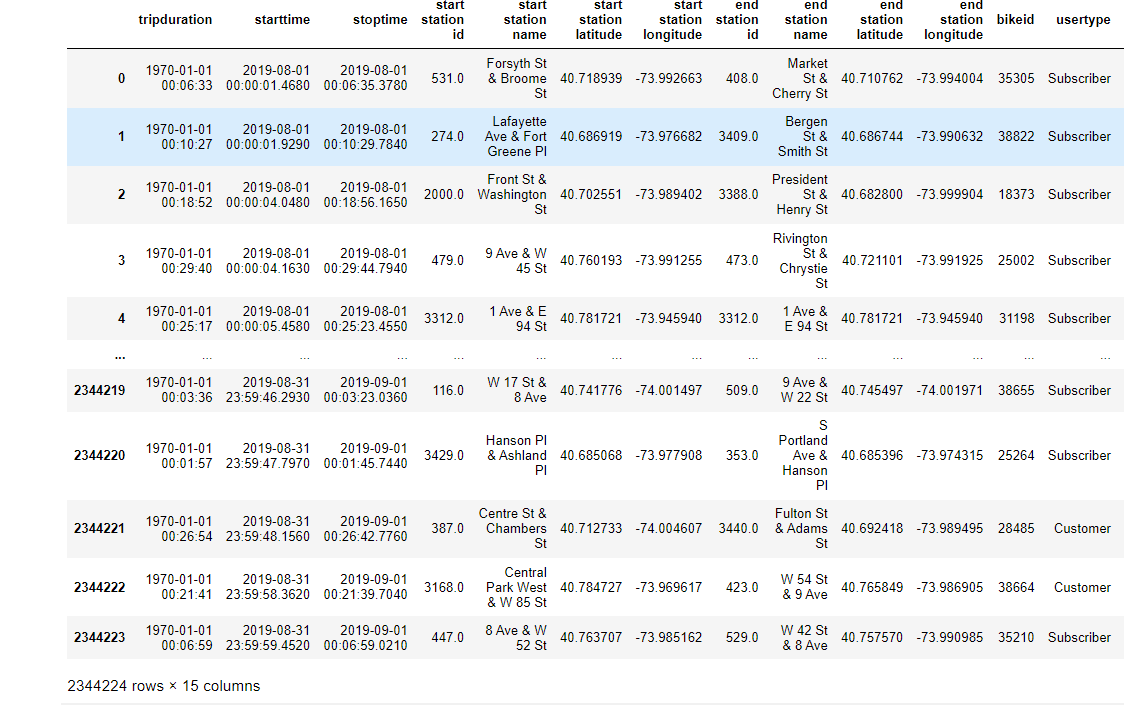 tripduration starttime stoptime start station id start station name start station latitude start station longitude end station id end station name end station latitude end station longitude bikeid usertype
0 1970-01-01 00:06:33 2019-08-01 00:00:01.4680 2019-08-01 00:06:35.3780 531.0 Forsyth St & Broome St 40.718939 -73.992663 408.0 Market St & Cherry St 40.710762 -73.994004 35305 Subscriber
1 1970-01-01 00:10:27 2019-08-01 00:00:01.9290 2019-08-01 00:10:29.7840 274.0 Lafayette Ave & Fort Greene Pl 40.686919 -73.976682 3409.0 Bergen St & Smith St 40.686744 -73.990632 38822 Subscriber
2 1970-01-01 00:18:52 2019-08-01 00:00:04.0480 2019-08-01 00:18:56.1650 2000.0 Front St & Washington St 40.702551 -73.989402 3388.0 President St & Henry St 40.682800 -73.999904 18373 Subscriber
3 1970-01-01 00:29:40 2019-08-01 00:00:04.1630 2019-08-01 00:29:44.7940 479.0 9 Ave & W 45 St 40.760193 -73.991255 473.0 Rivington St & Chrystie St 40.721101 -73.991925 25002 Subscriber
4 1970-01-01 00:25:17 2019-08-01 00:00:05.4580 2019-08-01 00:25:23.4550 3312.0 1 Ave & E 94 St 40.781721 -73.945940 3312.0 1 Ave & E 94 St 40.781721 -73.945940 31198 Subscriber
... ... ... ... ... ... ... ... ... ... ... ... ... ...
2344219 1970-01-01 00:03:36 2019-08-31 23:59:46.2930 2019-09-01 00:03:23.0360 116.0 W 17 St & 8 Ave 40.741776 -74.001497 509.0 9 Ave & W 22 St 40.745497 -74.001971 38655 Subscriber
2344220 1970-01-01 00:01:57 2019-08-31 23:59:47.7970 2019-09-01 00:01:45.7440 3429.0 Hanson Pl & Ashland Pl 40.685068 -73.977908 353.0 S Portland Ave & Hanson Pl 40.685396 -73.974315 25264 Subscriber
2344221 1970-01-01 00:26:54 2019-08-31 23:59:48.1560 2019-09-01 00:26:42.7760 387.0 Centre St & Chambers St 40.712733 -74.004607 3440.0 Fulton St & Adams St 40.692418 -73.989495 28485 Customer
2344222 1970-01-01 00:21:41 2019-08-31 23:59:58.3620 2019-09-01 00:21:39.7040 3168.0 Central Park West & W 85 St 40.784727 -73.969617 423.0 W 54 St & 9 Ave 40.765849 -73.986905 38664 Customer
2344223 1970-01-01 00:06:59 2019-08-31 23:59:59.4520 2019-09-01 00:06:59.0210 447.0 8 Ave & W 52 St 40.763707 -73.985162 529.0 W 42 St & 8 Ave 40.757570 -73.990985 35210 Subscriber
2344224 rows × 15 columns